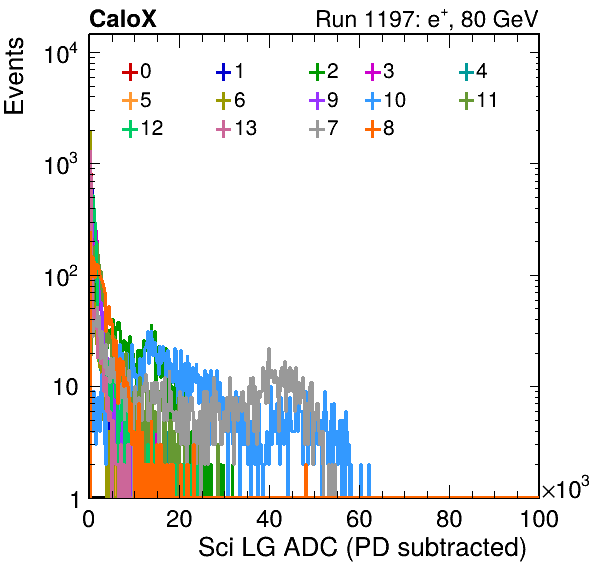 CaloX Run 1197: e⁺, 80 GeV
Events
10⁴
10³
10²
10
1
0 1 2 3 4
5 6 9 10 11
12 13 7 8
0 20 40 60 80 100
×10³
Sci LG ADC (PD subtracted)